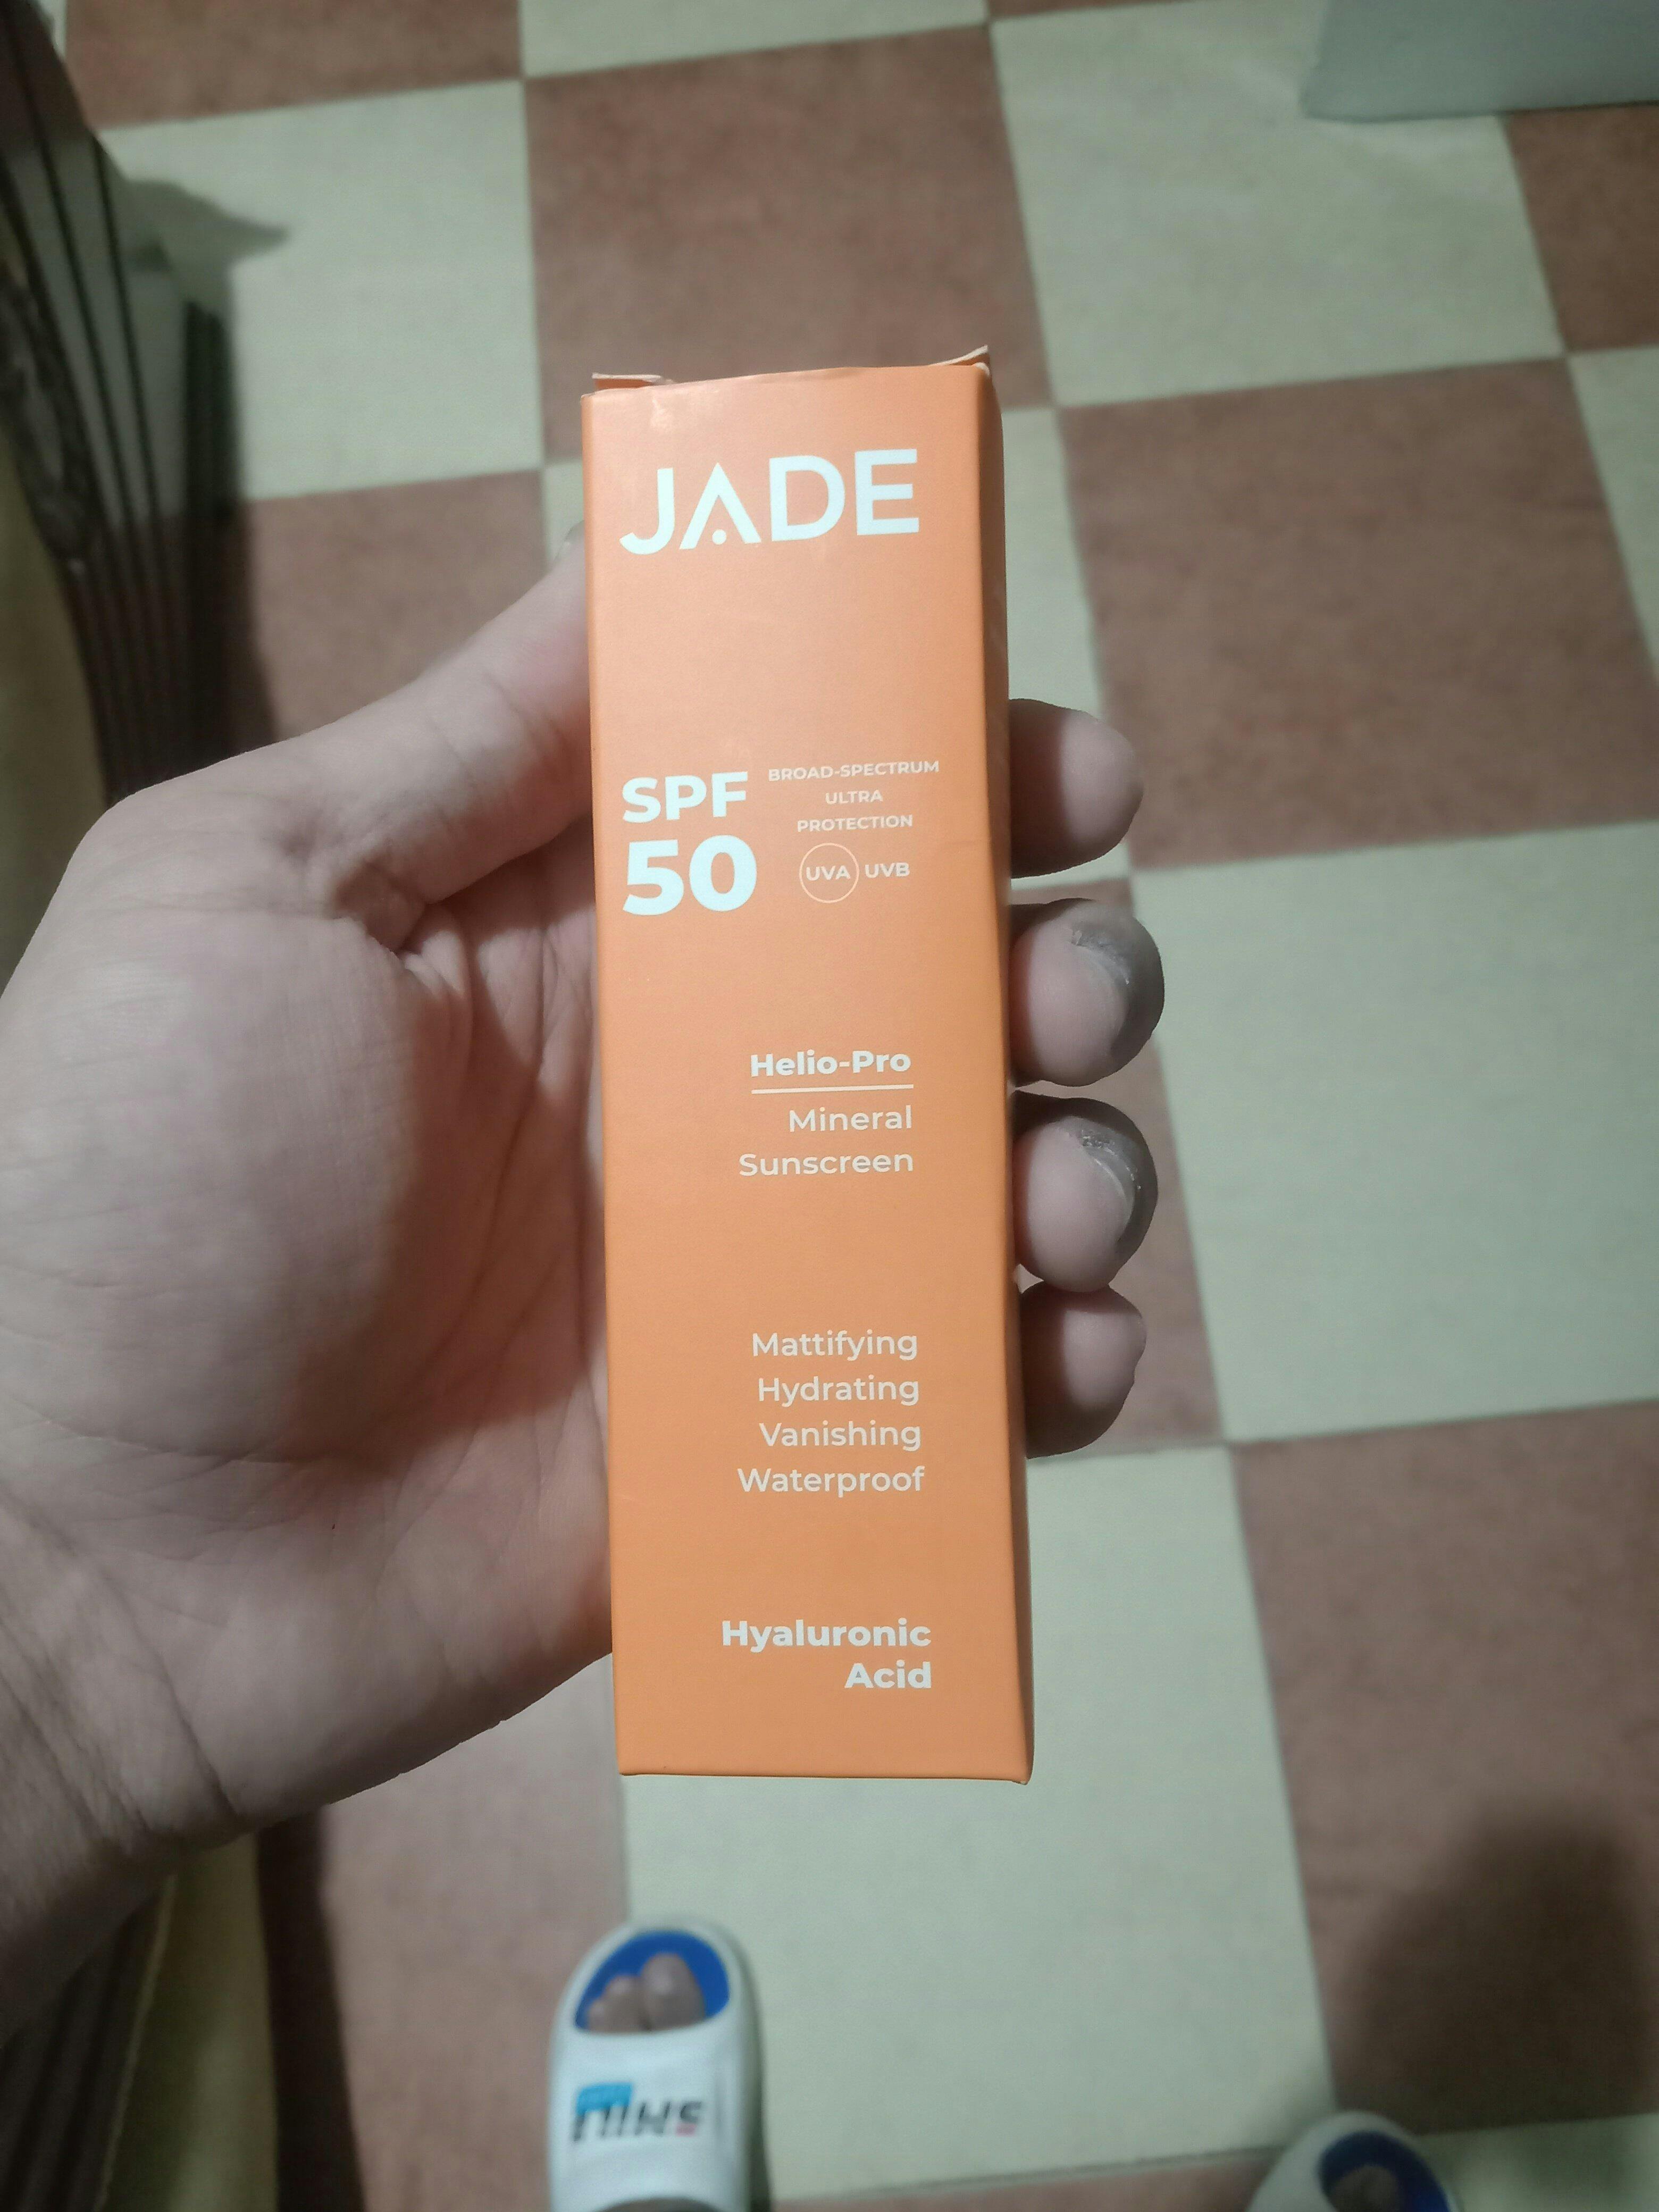 JADE
SPF
50
BROAD-SPECTRUM
ULTRA
PROTECTION
UVA UVB
Helio-Pro
Mineral
Sunscreen
Mattifying
Hydrating
Vanishing
Waterproof
Hyaluronic
Acid